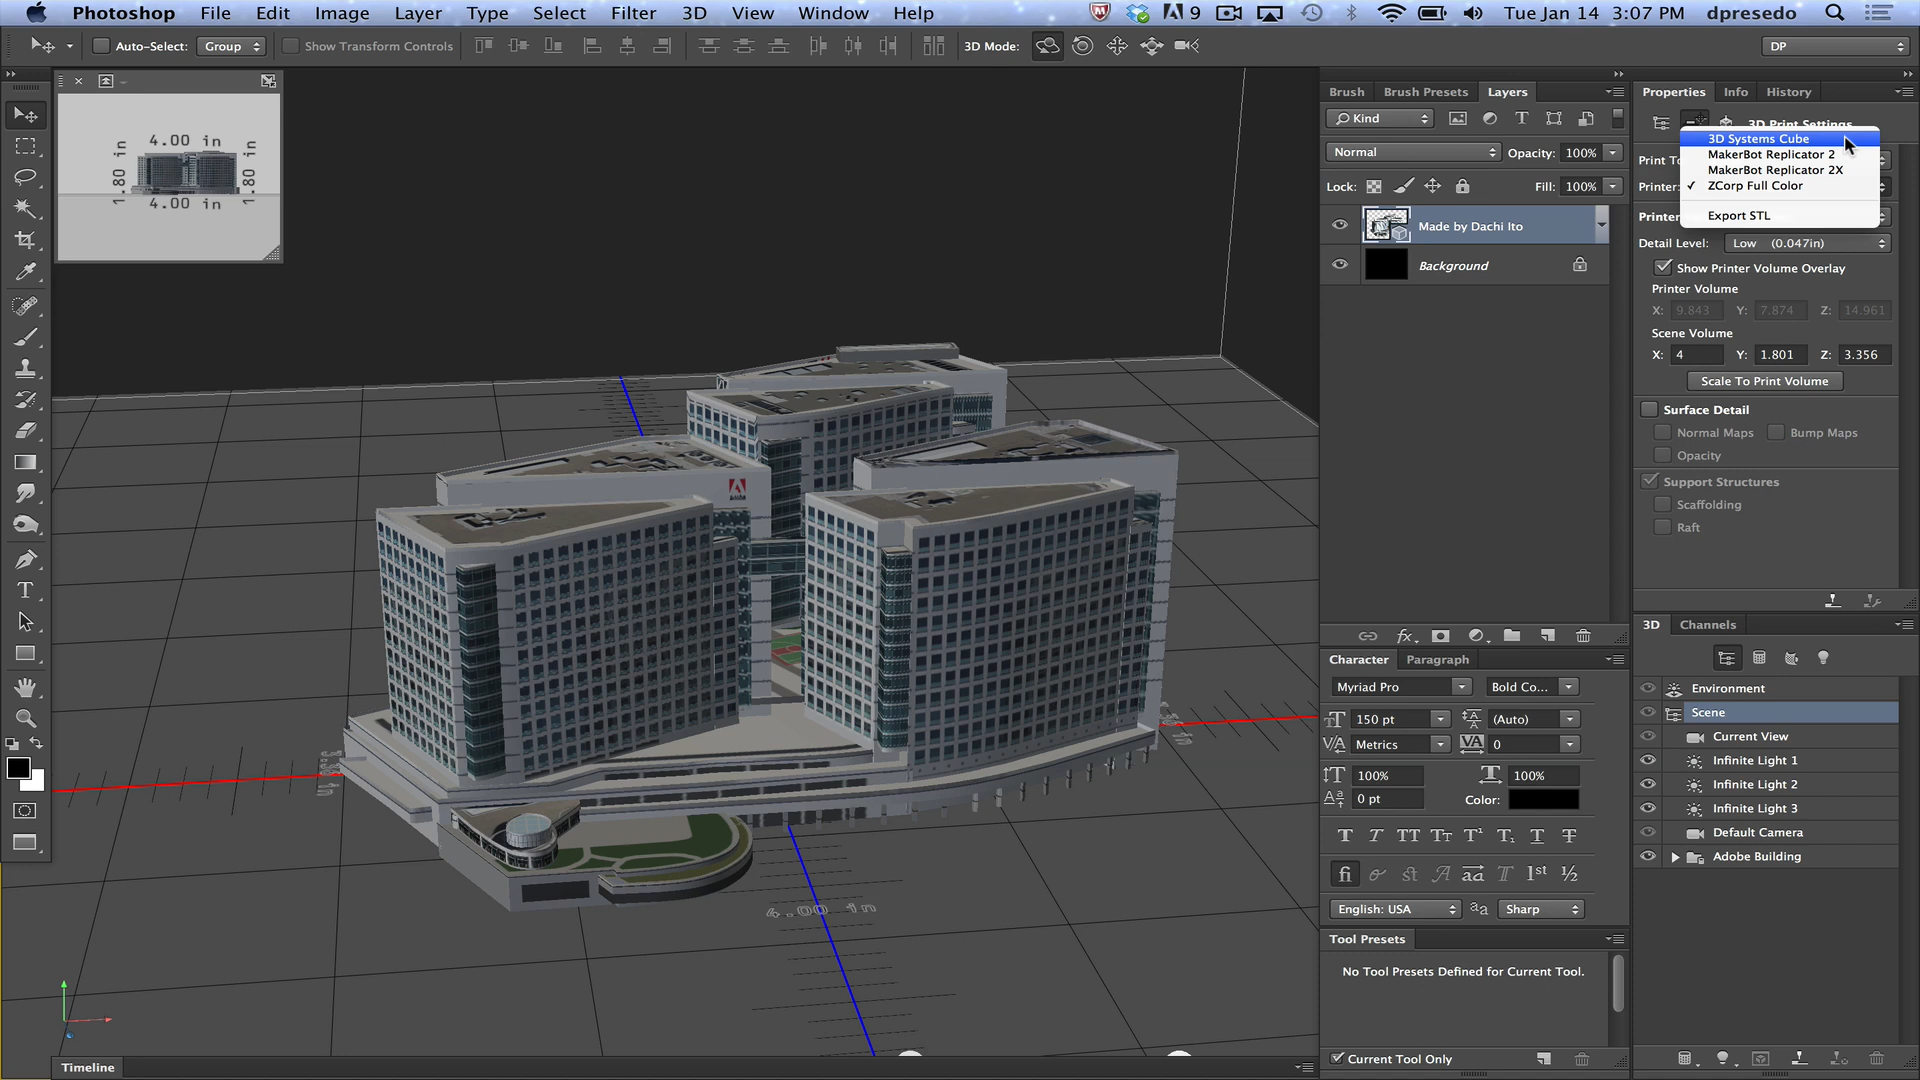 Photoshop File Edit Image Layer Type Select Filter 3D View Window Help 9 Tue Jan 14 3:07 PM dpresedo
Auto-Select: Group Show Transform Controls 3D Mode: DP
4.00 in
1.80 in
1.80 in
4.00 in
4.00 in
Brush Brush Presets Layers
Kind
Normal Opacity: 100%
Lock: Fill: 100%
Made by Dachi Ito
Background
Character Paragraph
Myriad Pro Bold Co...
150 pt (Auto)
Metrics 0
100% 100%
0 pt Color:
English: USA Sharp
Tool Presets
No Tool Presets Defined for Current Tool.
Current Tool Only
Properties Info History
3D Print Settings
Print To
Printer:
3D Systems Cube
MakerBot Replicator 2
MakerBot Replicator 2X
ZCorp Full Color
Export STL
Printer
Detail Level: Low (0.047in)
Show Printer Volume Overlay
Printer Volume
X: 9.843 Y: 7.874 Z: 14.961
Scene Volume
X: 4 Y: 1.801 Z: 3.356
Scale To Print Volume
Surface Detail
Normal Maps Bump Maps
Opacity
Support Structures
Scaffolding
Raft
3D Channels
Environment
Scene
Current View
Infinite Light 1
Infinite Light 2
Infinite Light 3
Default Camera
Adobe Building
Timeline